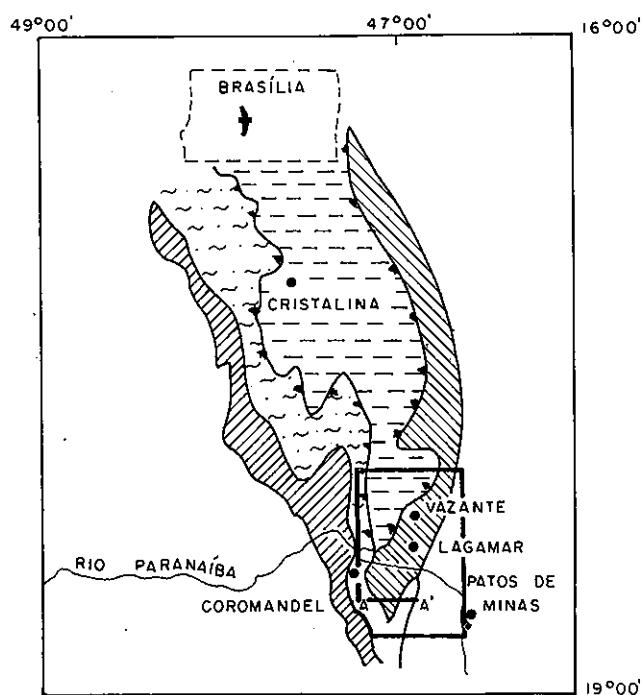 49°00'
47°00'
16°00'
BRASÍLIA
CRISTALINA
VAZANTE
LAGAMAR
RIO PARANAÍBA
PATOS DE
MINAS
COROMANDEL
A
A'
19°00'